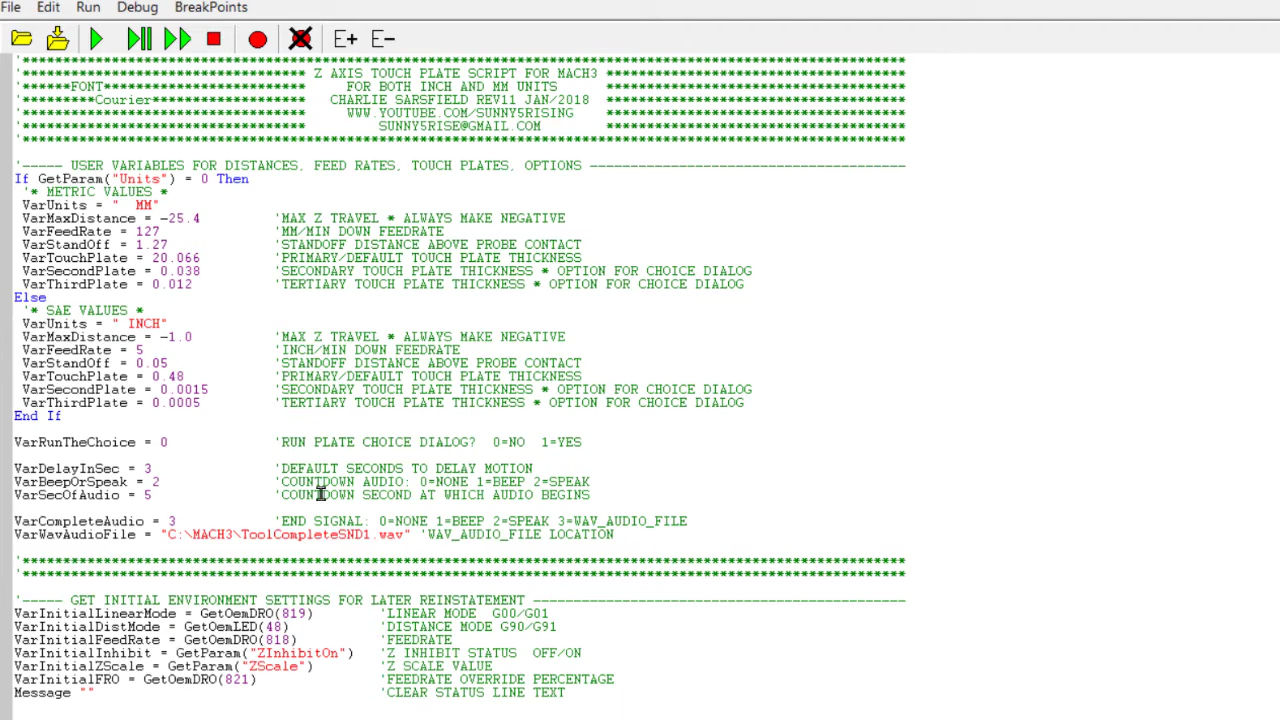 File Edit Run Debug BreakPoints
E+ E-
'**************************************************************************************************************
'*********************************** Z AXIS TOUCH PLATE SCRIPT FOR MACH3 *************************************
'******FONT************************* FOR BOTH INCH AND MM UNITS *************************************
'********Courier******************* CHARLIE SARSFIELD REV11 JAN/2018 *************************************
'*********************************** WWW.YOUTUBE.COM/SUNNY5RISING *************************************
'*********************************** SUNNY5RISE@GMAIL.COM *************************************
'**************************************************************************************************************
'----- USER VARIABLES FOR DISTANCES, FEED RATES, TOUCH PLATES, OPTIONS ---------------------------------------
If GetParam("Units") = 0 Then
'* METRIC VALUES *
VarUnits = "  MM"
VarMaxDistance = -25.4 'MAX Z TRAVEL * ALWAYS MAKE NEGATIVE
VarFeedRate = 127 'MM/MIN DOWN FEEDRATE
VarStandOff = 1.27 'STANDOFF DISTANCE ABOVE PROBE CONTACT
VarTouchPlate = 20.066 'PRIMARY/DEFAULT TOUCH PLATE THICKNESS
VarSecondPlate = 0.038 'SECONDARY TOUCH PLATE THICKNESS * OPTION FOR CHOICE DIALOG
VarThirdPlate = 0.012 'TERTIARY TOUCH PLATE THICKNESS * OPTION FOR CHOICE DIALOG
Else
'* SAE VALUES *
VarUnits = " INCH"
VarMaxDistance = -1.0 'MAX Z TRAVEL * ALWAYS MAKE NEGATIVE
VarFeedRate = 5 'INCH/MIN DOWN FEEDRATE
VarStandOff = 0.05 'STANDOFF DISTANCE ABOVE PROBE CONTACT
VarTouchPlate = 0.48 'PRIMARY/DEFAULT TOUCH PLATE THICKNESS
VarSecondPlate = 0.0015 'SECONDARY TOUCH PLATE THICKNESS * OPTION FOR CHOICE DIALOG
VarThirdPlate = 0.0005 'TERTIARY TOUCH PLATE THICKNESS * OPTION FOR CHOICE DIALOG
End If
VarRunTheChoice = 0 'RUN PLATE CHOICE DIALOG?  0=NO  1=YES
VarDelayInSec = 3 'DEFAULT SECONDS TO DELAY MOTION
VarBeepOrSpeak = 2 'COUNTDOWN AUDIO: 0=NONE 1=BEEP 2=SPEAK
VarSecOfAudio = 5 'COUNTDOWN SECOND AT WHICH AUDIO BEGINS
VarCompleteAudio = 3 'END SIGNAL: 0=NONE 1=BEEP 2=SPEAK 3=WAV_AUDIO_FILE
VarWavAudioFile = "C:\MACH3\ToolCompleteSND1.wav" 'WAV_AUDIO_FILE LOCATION
'**************************************************************************************************************
'**************************************************************************************************************
'----- GET INITIAL ENVIRONMENT SETTINGS FOR LATER REINSTATEMENT ----------------------------------------------
VarInitialLinearMode = GetOemDRO(819) 'LINEAR MODE  G00/G01
VarInitialDistMode = GetOemLED(48) 'DISTANCE MODE G90/G91
VarInitialFeedRate = GetOemDRO(818) 'FEEDRATE
VarInitialInhibit = GetParam("ZInhibitOn") 'Z INHIBIT STATUS  OFF/ON
VarInitialZScale = GetParam("ZScale") 'Z SCALE VALUE
VarInitialFRO = GetOemDRO(821) 'FEEDRATE OVERRIDE PERCENTAGE
Message "" 'CLEAR STATUS LINE TEXT